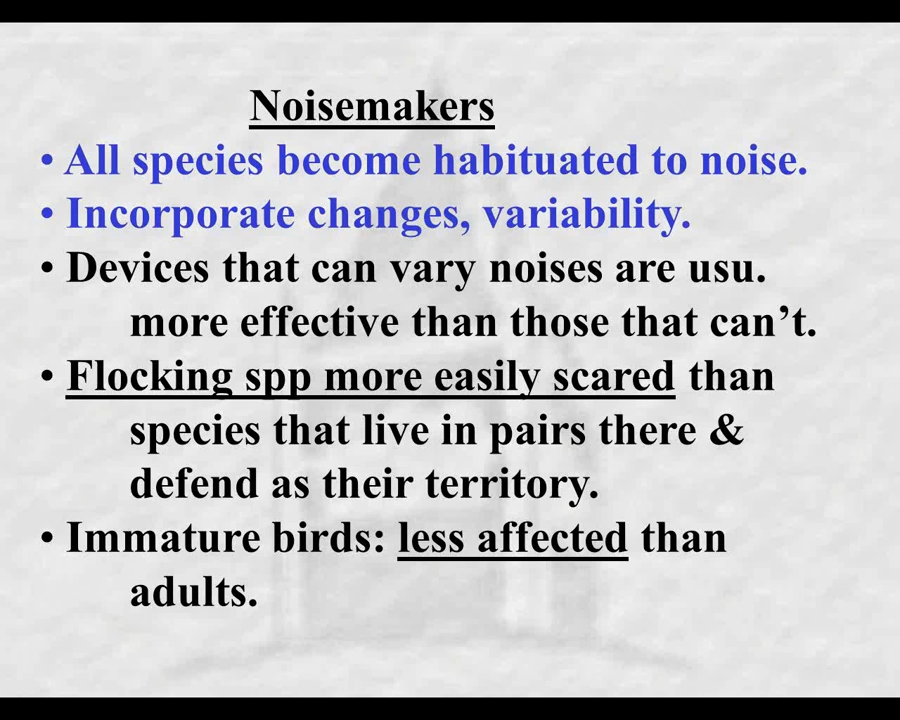 Noisemakers
• All species become habituated to noise.
• Incorporate changes, variability.
• Devices that can vary noises are usu.
more effective than those that can’t.
• Flocking spp more easily scared than
species that live in pairs there &
defend as their territory.
• Immature birds: less affected than
adults.